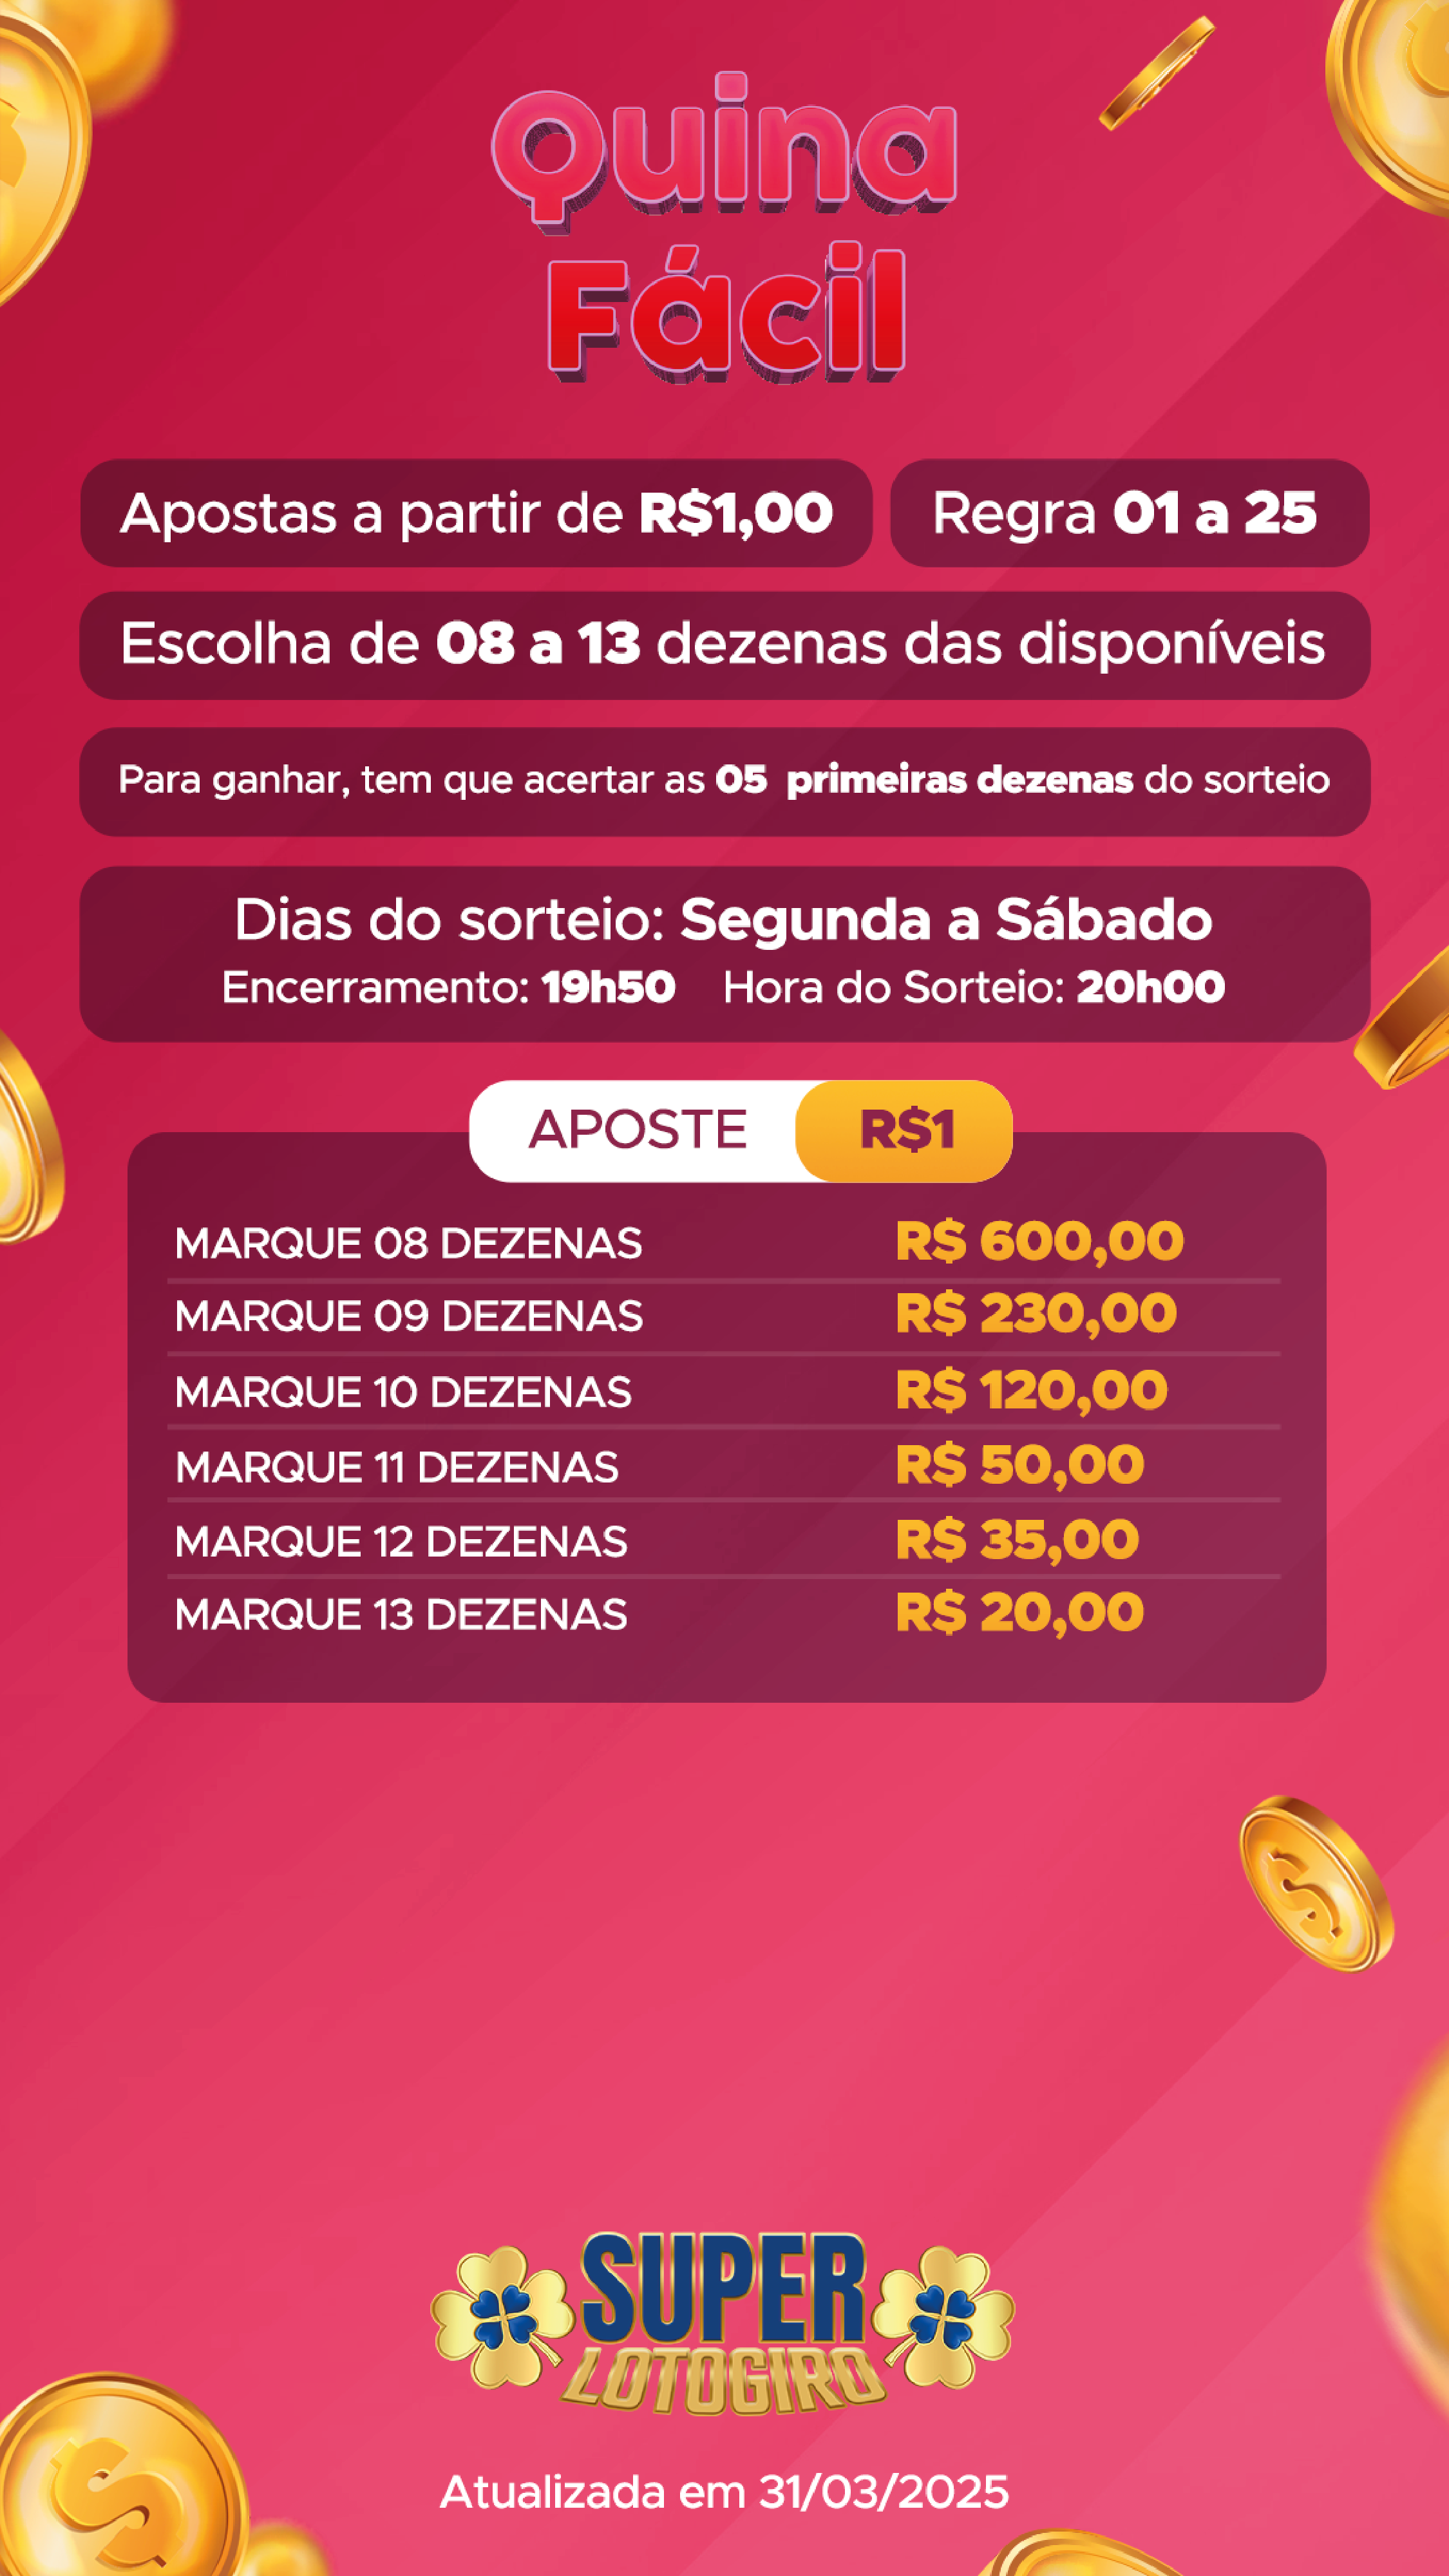 Quina
Fácil
Apostas a partir de R$1,00
Regra 01 a 25
Escolha de 08 a 13 dezenas das disponíveis
Para ganhar, tem que acertar as 05 primeiras dezenas do sorteio
Dias do sorteio: Segunda a Sábado
Encerramento: 19h50 Hora do Sorteio: 20h00
APOSTE R$1
MARQUE 08 DEZENAS R$ 600,00
MARQUE 09 DEZENAS R$ 230,00
MARQUE 10 DEZENAS R$ 120,00
MARQUE 11 DEZENAS R$ 50,00
MARQUE 12 DEZENAS R$ 35,00
MARQUE 13 DEZENAS R$ 20,00
SUPER
LOTOGIRO
Atualizada em 31/03/2025